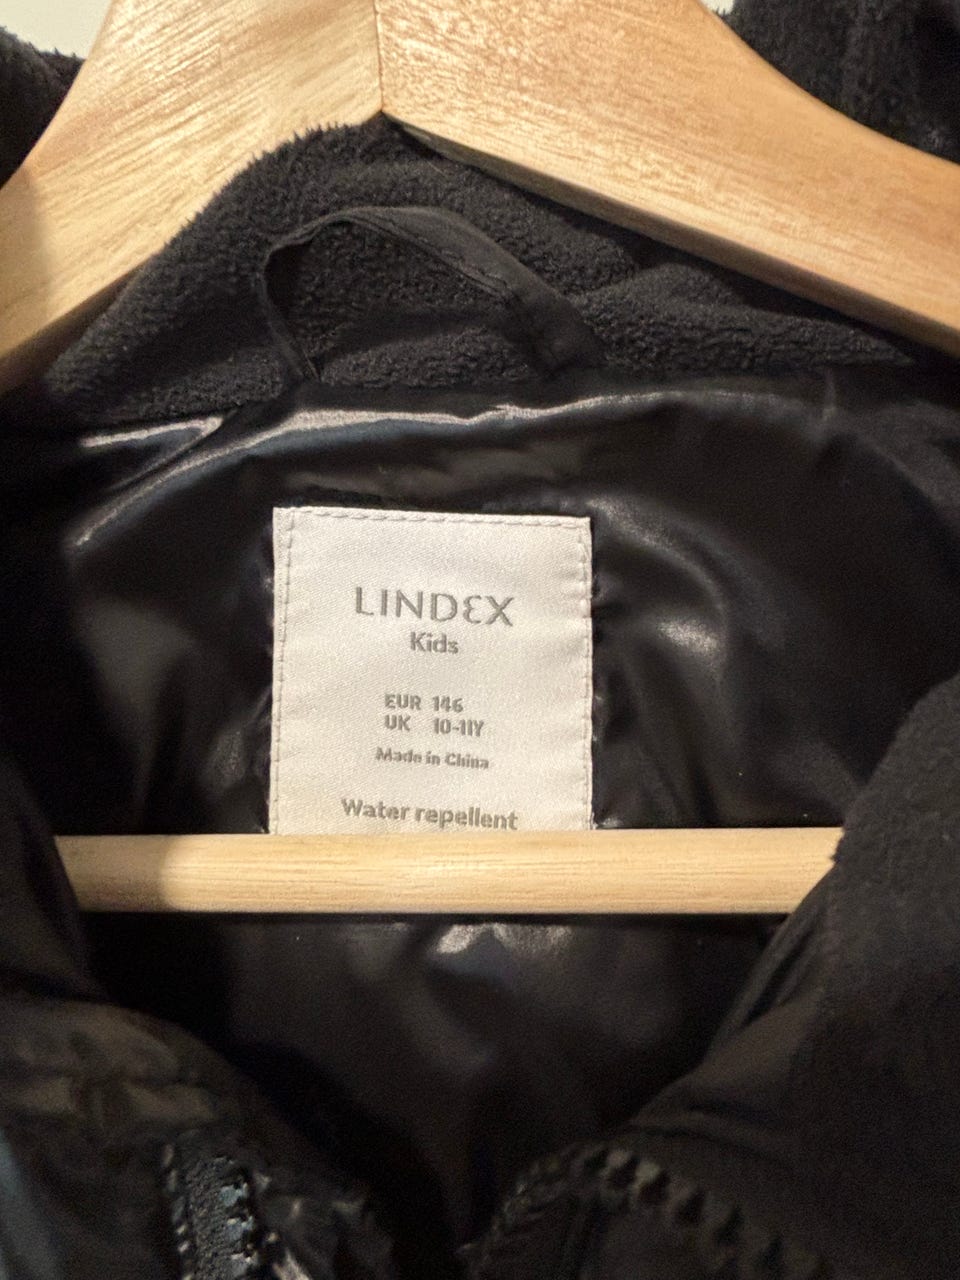 LINDEX
Kids
EUR 146
UK 10-11Y
Made in China
Water repellent